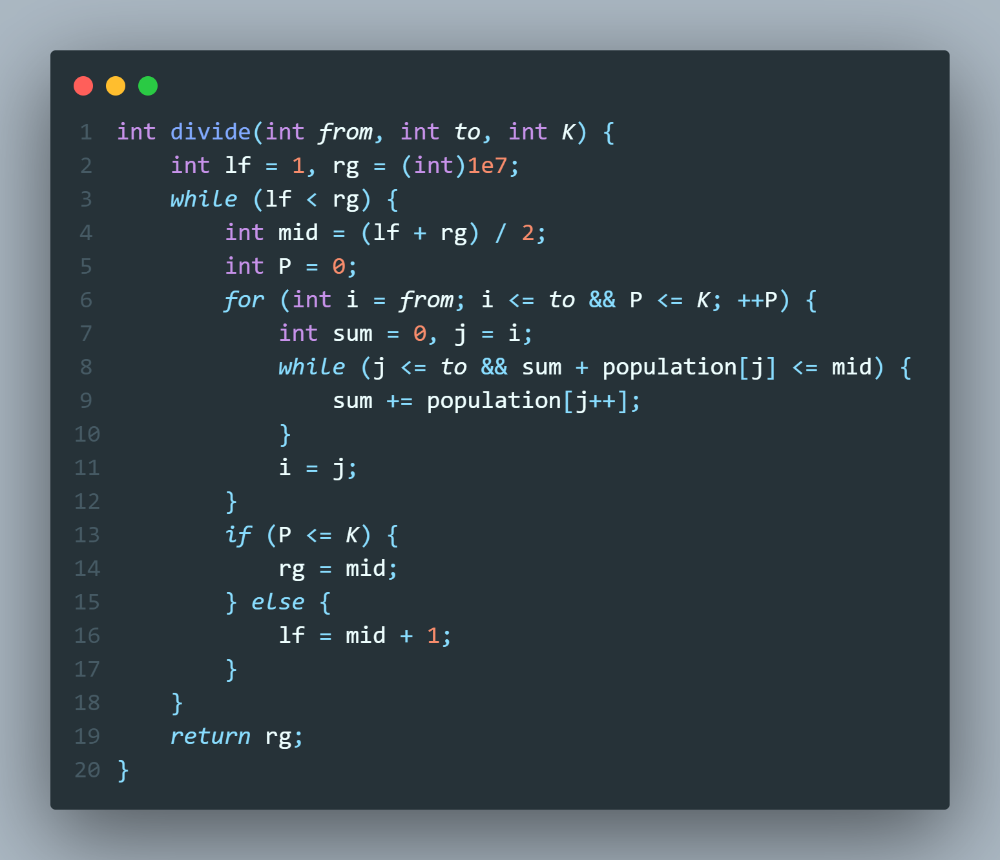 1 int divide(int from, int to, int K) {
2     int lf = 1, rg = (int)1e7;
3     while (lf < rg) {
4         int mid = (lf + rg) / 2;
5         int P = 0;
6         for (int i = from; i <= to && P <= K; ++P) {
7             int sum = 0, j = i;
8             while (j <= to && sum + population[j] <= mid) {
9                 sum += population[j++];
10             }
11             i = j;
12         }
13         if (P <= K) {
14             rg = mid;
15         } else {
16             lf = mid + 1;
17         }
18     }
19     return rg;
20 }